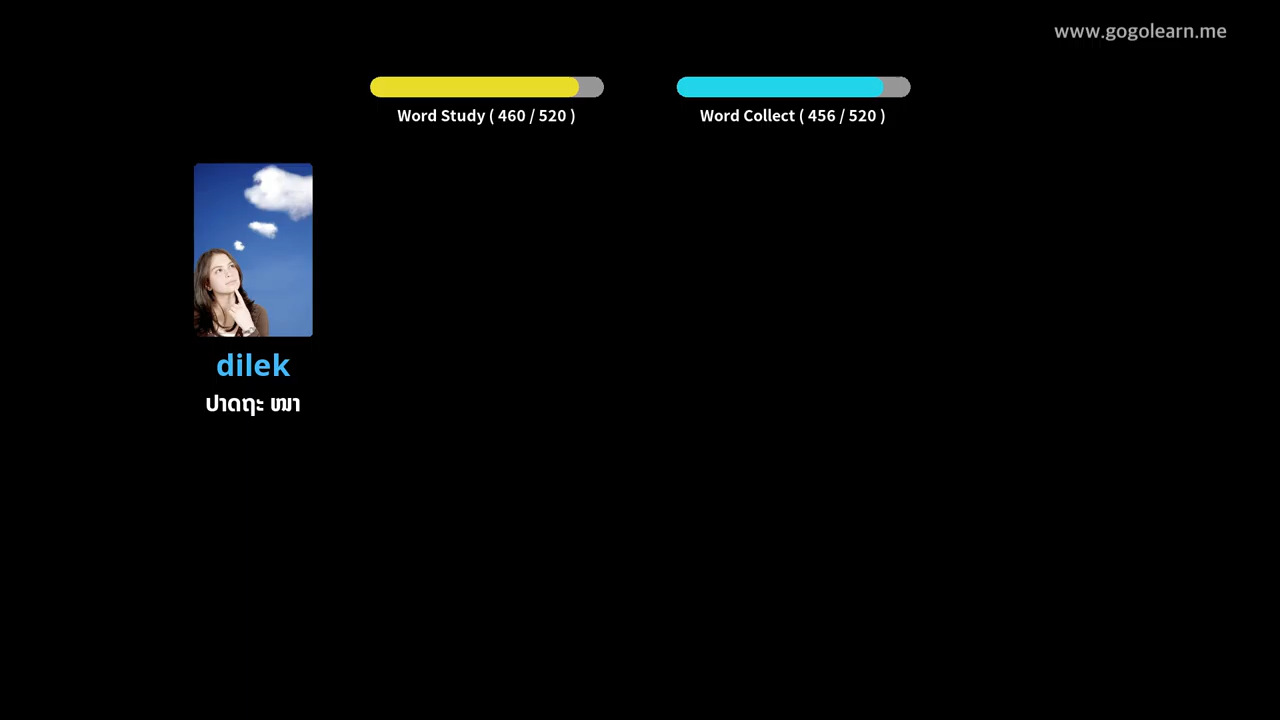 www.gogolearn.me
Word Study ( 460 / 520 )
Word Collect ( 456 / 520 )
dilek
ປາດຖະ ໜາ